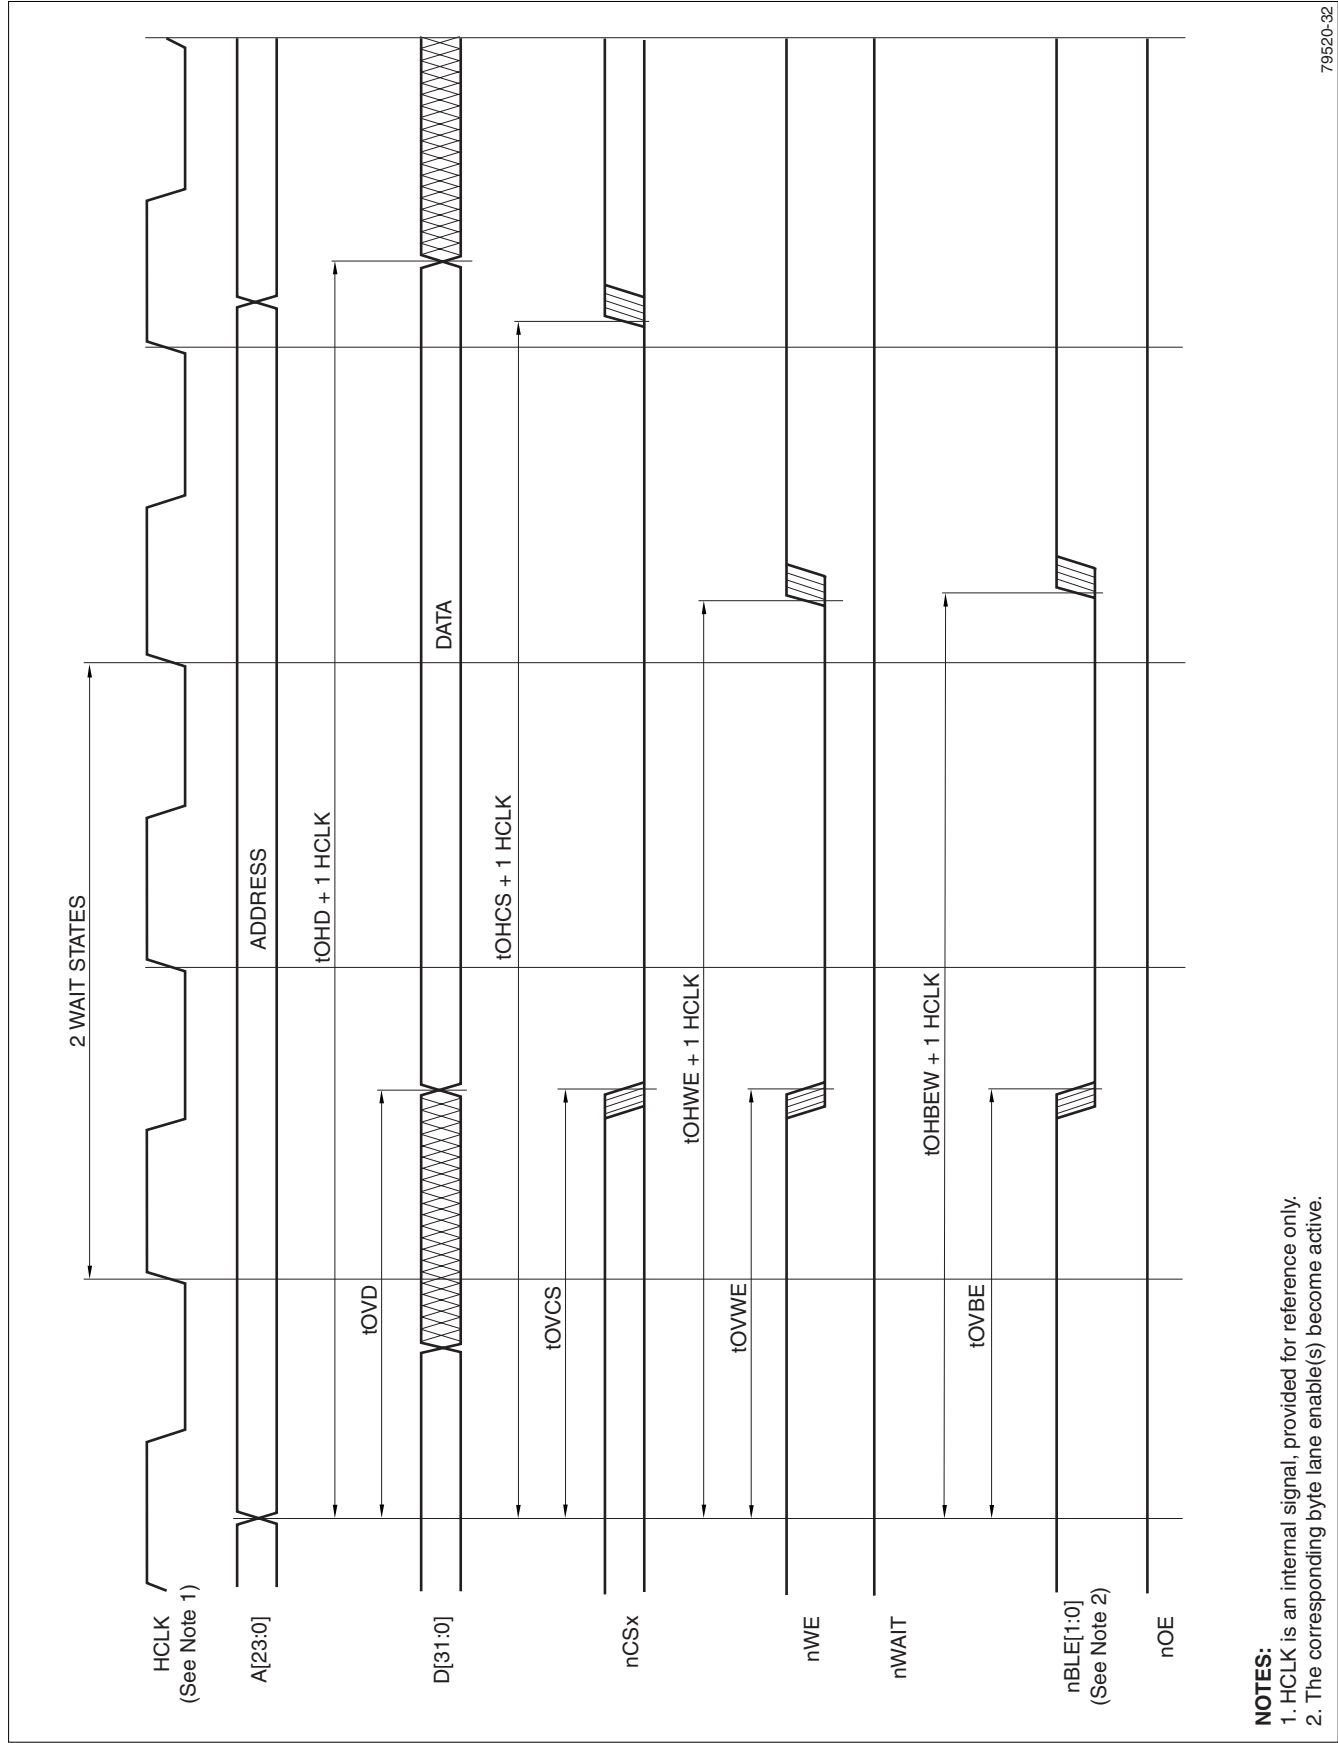 2 WAIT STATES
HCLK
(See Note 1)
A[23:0]
ADDRESS
tOHD + 1 HCLK
tOVD
D[31:0]
DATA
tOHCS + 1 HCLK
tOVCS
nCSx
tOHWE + 1 HCLK
tOVWE
nWE
nWAIT
tOHBEW + 1 HCLK
tOVBE
nBLE[1:0]
(See Note 2)
nOE
NOTES:
1. HCLK is an internal signal, provided for reference only.
2. The corresponding byte lane enable(s) become active.
79520-32